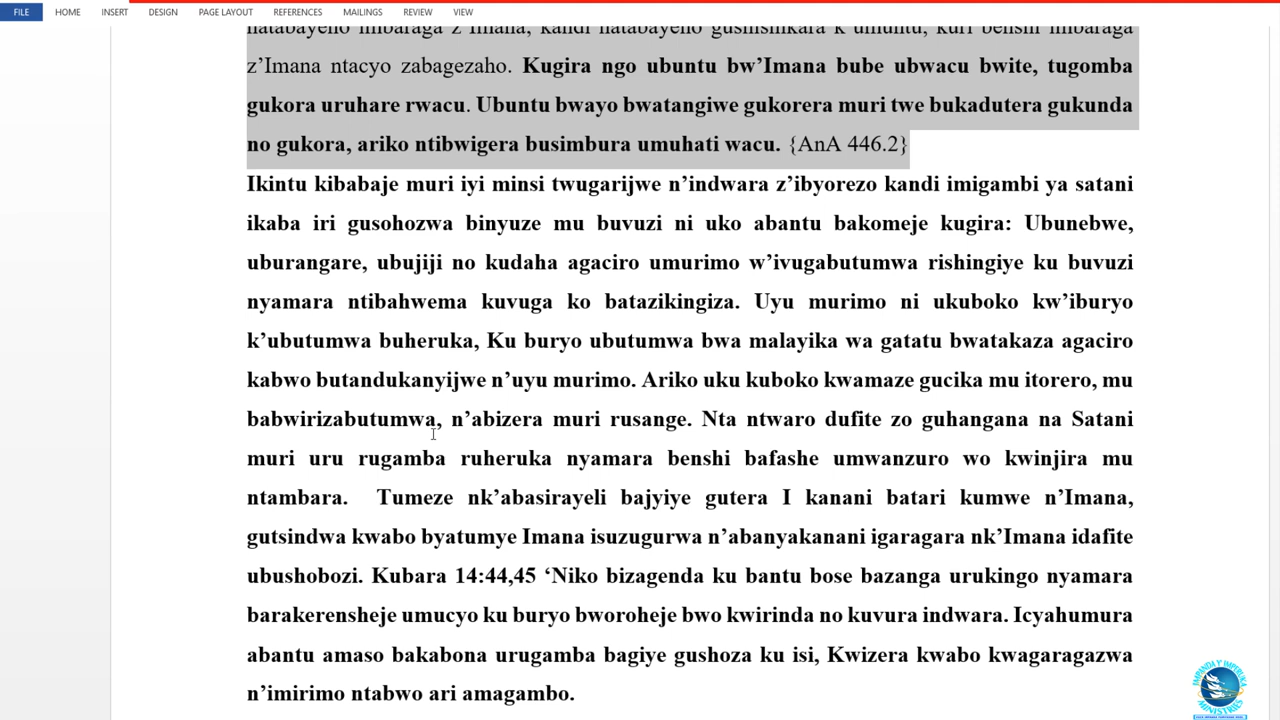 FILE HOME INSERT DESIGN PAGE LAYOUT REFERENCES MAILINGS REVIEW VIEW
z'Imana ntacyo zabagezaho. Kugira ngo ubuntu bw'Imana bube ubwacu bwite, tugomba
gukora uruhare rwacu. Ubuntu bwayo bwatangiwe gukorera muri twe bukadutera gukunda
no gukora, ariko ntibwigera busimbura umuhati wacu. {AnA 446.2}
Ikintu kibabaje muri iyi minsi twugarijwe n'indwara z'ibyorezo kandi imigambi ya satani
ikaba iri gusohozwa binyuze mu buvuzi ni uko abantu bakomeje kugira: Ubunebwe,
uburangare, ubujiji no kudaha agaciro umurimo w'ivugabutumwa rishingiye ku buvuzi
nyamara ntibahwema kuvuga ko batazikingiza. Uyu murimo ni ukuboko kw'iburyo
k'ubutumwa buheruka, Ku buryo ubutumwa bwa malayika wa gatatu bwatakaza agaciro
kabwo butandukanyijwe n'uyu murimo. Ariko uku kuboko kwamaze gucika mu itorero, mu
babwirizabutumwa, n'abizera muri rusange. Nta ntwaro dufite zo guhangana na Satani
muri uru rugamba ruheruka nyamara benshi bafashe umwanzuro wo kwinjira mu
ntambara. Tumeze nk'abasirayeli bajyiye gutera I kanani batari kumwe n'Imana,
gutsindwa kwabo byatumye Imana isuzugurwa n'abanyakanani igaragara nk'Imana idafite
ubushobozi. Kubara 14:44,45 'Niko bizagenda ku bantu bose bazanga urukingo nyamara
barakerensheje umucyo ku buryo bworoheje bwo kwirinda no kuvura indwara. Icyahumura
abantu amaso bakabona urugamba bagiye gushoza ku isi, Kwizera kwabo kwagaragazwa
n'imirimo ntabwo ari amagambo.